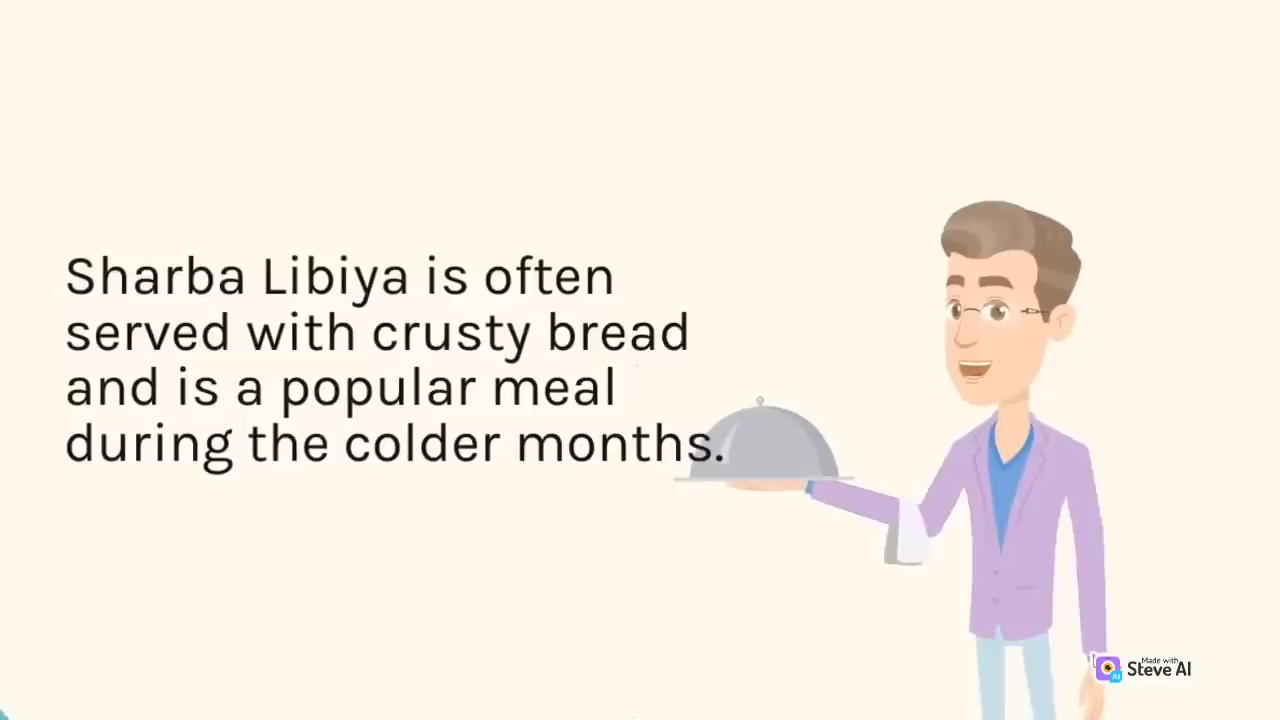 Sharba Libiya is often
served with crusty bread
and is a popular meal
during the colder months.
Made with
Steve AI
AI